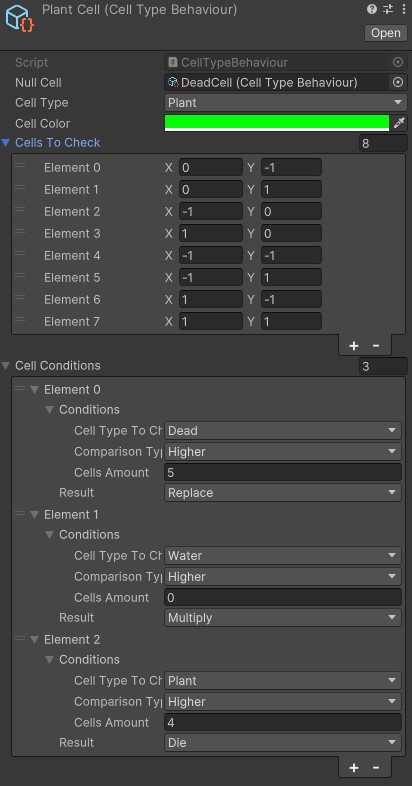 Plant Cell (Cell Type Behaviour)
Open
Script CellTypeBehaviour
Null Cell DeadCell (Cell Type Behaviour)
Cell Type Plant
Cell Color
Cells To Check 8
Element 0 X 0 Y -1
Element 1 X 0 Y 1
Element 2 X -1 Y 0
Element 3 X 1 Y 0
Element 4 X -1 Y -1
Element 5 X -1 Y 1
Element 6 X 1 Y -1
Element 7 X 1 Y 1
+ -
Cell Conditions 3
Element 0
Conditions
Cell Type To Ch Dead
Comparison Ty Higher
Cells Amount 5
Result Replace
Element 1
Conditions
Cell Type To Ch Water
Comparison Ty Higher
Cells Amount 0
Result Multiply
Element 2
Conditions
Cell Type To Ch Plant
Comparison Ty Higher
Cells Amount 4
Result Die
+ -